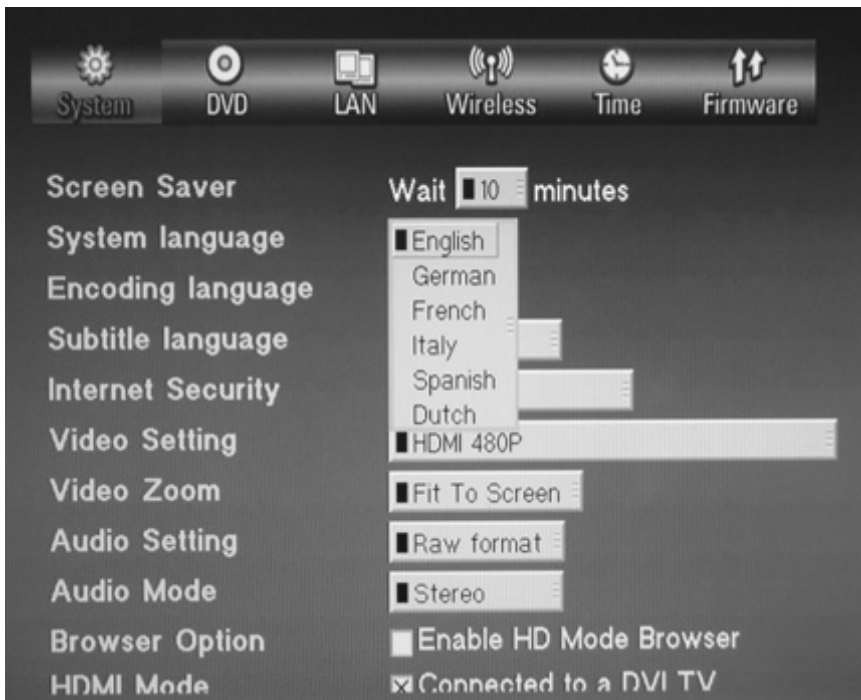 System DVD LAN Wireless Time Firmware
Screen Saver Wait 10 minutes
System language English
German
Encoding language
French
Subtitle language Italy
Internet Security Spanish
Dutch
Video Setting HDMI 480P
Video Zoom Fit To Screen
Audio Setting Raw format
Audio Mode Stereo
Browser Option Enable HD Mode Browser
HDMI Mode Connected to a DVI TV